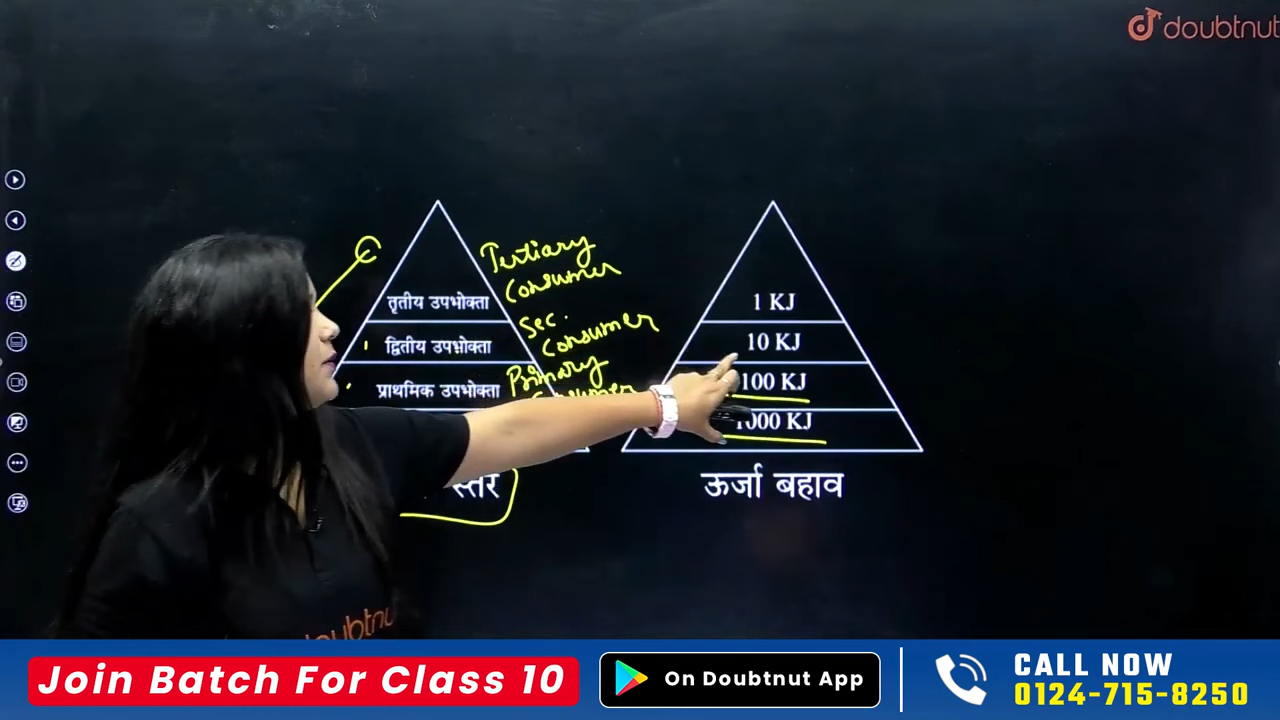 doubtnut
Tertiary
Consumer
तृतीय उपभोक्ता
Sec.
Consumer
द्वितीय उपभोक्ता
Primary
प्राथमिक उपभोक्ता
स्तर
1 KJ
10 KJ
100 KJ
1000 KJ
ऊर्जा बहाव
Join Batch For Class 10
On Doubtnut App
CALL NOW
0124-715-8250